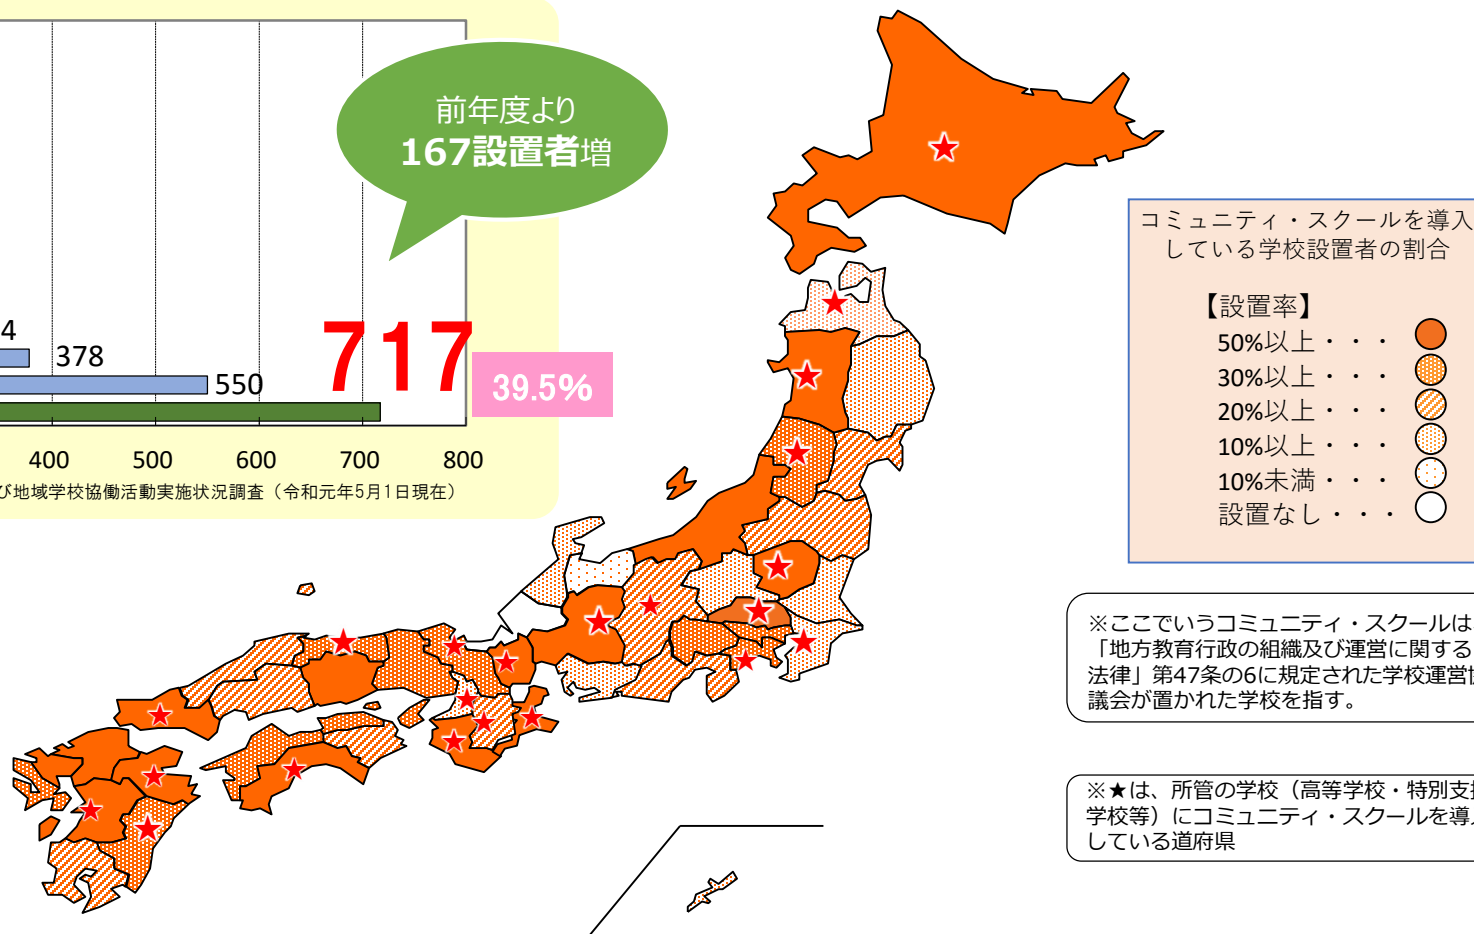 前年度より
167設置者増
4
378
550
717
39.5%
400 500 600 700 800
び地域学校協働活動実施状況調査（令和元年5月1日現在）
コミュニティ・スクールを導入
している学校設置者の割合
【設置率】
50%以上・・・
30%以上・・・
20%以上・・・
10%以上・・・
10%未満・・・
設置なし・・・
※ここでいうコミュニティ・スクールは
「地方教育行政の組織及び運営に関する
法律」第47条の6に規定された学校運営協
議会が置かれた学校を指す。
※★は、所管の学校（高等学校・特別支援
学校等）にコミュニティ・スクールを導入
している道府県